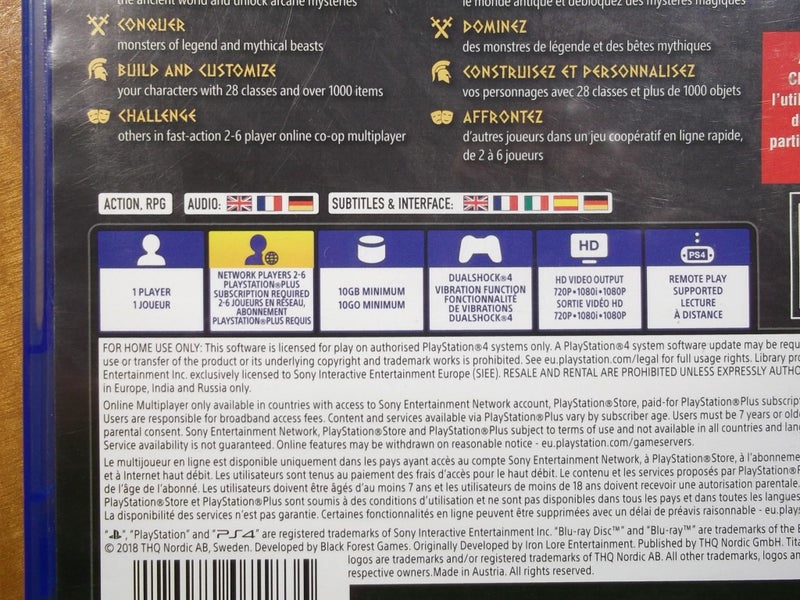 the ancient world and unlock arcane mysteries
CONQUER
monsters of legend and mythical beasts
BUILD AND CUSTOMIZE
your characters with 28 classes and over 1000 items
CHALLENGE
others in fast-action 2-6 player online co-op multiplayer
le monde antique et débloquez des mystères magiques
DOMINEZ
des monstres de légende et des bêtes mythiques
CONSTRUISEZ ET PERSONNALISEZ
vos personnages avec 28 classes et plus de 1000 objets
AFFRONTEZ
d'autres joueurs dans un jeu coopératif en ligne rapide,
de 2 à 6 joueurs
l'util
parti
ACTION, RPG
AUDIO:
SUBTITLES & INTERFACE:
1 PLAYER
1 JOUEUR
NETWORK PLAYERS 2-6
PLAYSTATION®PLUS
SUBSCRIPTION REQUIRED
2-6 JOUEURS EN RÉSEAU,
ABONNEMENT
PLAYSTATION®PLUS REQUIS
10GB MINIMUM
10GO MINIMUM
DUALSHOCK®4
VIBRATION FUNCTION
FONCTIONNALITÉ
DE VIBRATIONS
DUALSHOCK®4
HD
HD VIDEO OUTPUT
720P•1080i•1080P
SORTIE VIDÉO HD
720P•1080i•1080P
PS4
REMOTE PLAY
SUPPORTED
LECTURE
À DISTANCE
FOR HOME USE ONLY: This software is licensed for play on authorised PlayStation®4 systems only. A PlayStation®4 system software update may be requ
use or transfer of the product or its underlying copyright and trademark works is prohibited. See eu.playstation.com/legal for full usage rights. Library pro
Entertainment Inc. exclusively licensed to Sony Interactive Entertainment Europe (SIEE). RESALE AND RENTAL ARE PROHIBITED UNLESS EXPRESSLY AUTHO
in Europe, India and Russia only.
Online Multiplayer only available in countries with access to Sony Entertainment Network account, PlayStation®Store, paid-for PlayStation®Plus subscript
Users are responsible for broadband access fees. Content and services available via PlayStation®Plus vary by subscriber age. Users must be 7 years or olde
parental consent. Sony Entertainment Network, PlayStation®Store and PlayStation®Plus subject to terms of use and not available in all countries and lang
Service availability is not guaranteed. Online features may be withdrawn on reasonable notice - eu.playstation.com/gameservers.
Le multijoueur en ligne est disponible uniquement dans les pays ayant accès au compte Sony Entertainment Network, à PlayStation®Store, à l'abonneme
et à Internet haut débit. Les utilisateurs sont tenus au paiement des frais d'accès pour le haut débit. Le contenu et les services proposés par PlayStation®P
de l'âge de l'abonné. Les utilisateurs doivent être âgés d'au moins 7 ans et les utilisateurs de moins de 18 ans doivent recevoir une autorisation parentale.
PlayStation®Store et PlayStation®Plus sont soumis à des conditions d'utilisation et ne sont pas disponibles dans tous les pays et dans toutes les langues
La disponibilité des services n'est pas garantie. Certaines fonctionnalités en ligne peuvent être supprimées avec un délai de préavis raisonnable - eu.plays
" ", "PlayStation" and "PS4" are registered trademarks of Sony Interactive Entertainment Inc. "Blu-ray Disc™" and "Blu-ray™" are trademarks of the B
© 2018 THQ Nordic AB, Sweden. Developed by Black Forest Games. Originally Developed by Iron Lore Entertainment. Published by THQ Nordic GmbH. Tita
logos are trademarks and/or registered trademarks of THQ Nordic AB. All other trademarks, logos an
respective owners.Made in Austria. All rights reserved.